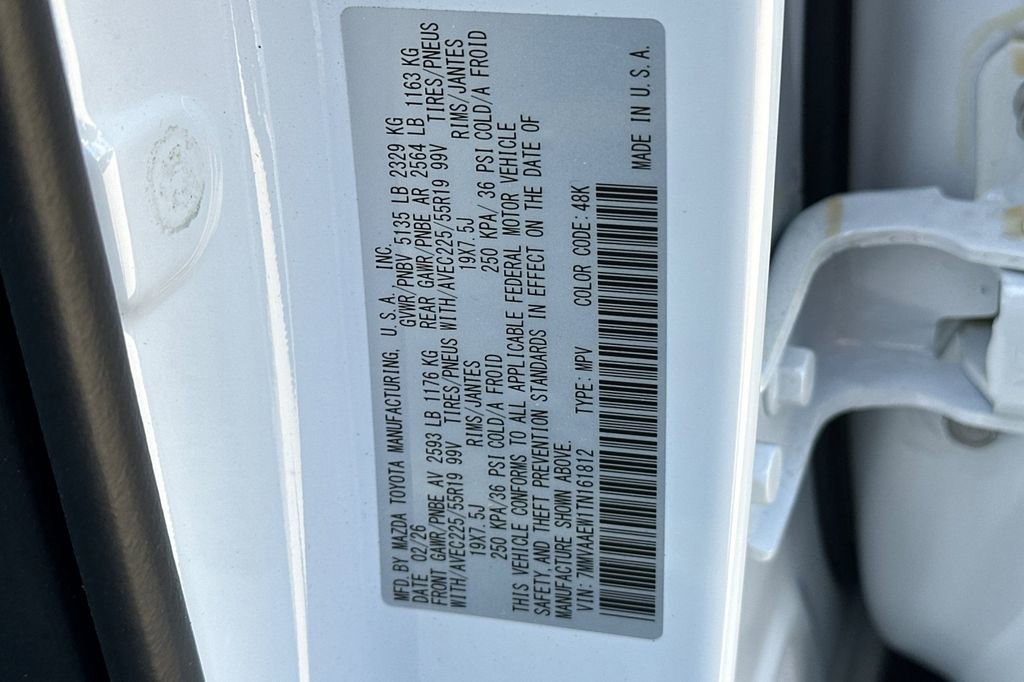 MFD.BY MAZDA TOYOTA MANUFACTURING, U.S.A. INC.
DATE 02/26 GVWR/PNBV 5135 LB 2329 KG
FRONT GAWR/PNBE AV 2593 LB 1176 KG REAR GAWR/PNBE AR 2564 LB 1163 KG
WITH/AVEC225/55R19 99V TIRES/PNEUS WITH/AVEC225/55R19 99V TIRES/PNEUS
19X7.5J RIMS/JANTES 19X7.5J RIMS/JANTES
250 KPA/36 PSI COLD/A FROID 250 KPA/ 36 PSI COLD/A FROID
THIS VEHICLE CONFORMS TO ALL APPLICABLE FEDERAL MOTOR VEHICLE
SAFETY AND THEFT PREVENTION STANDARDS IN EFFECT ON THE DATE OF
MANUFACTURE SHOWN ABOVE.
VIN: 7MMVAAEW1TN161812 TYPE: MPV COLOR CODE: 48K
MADE IN U.S.A.